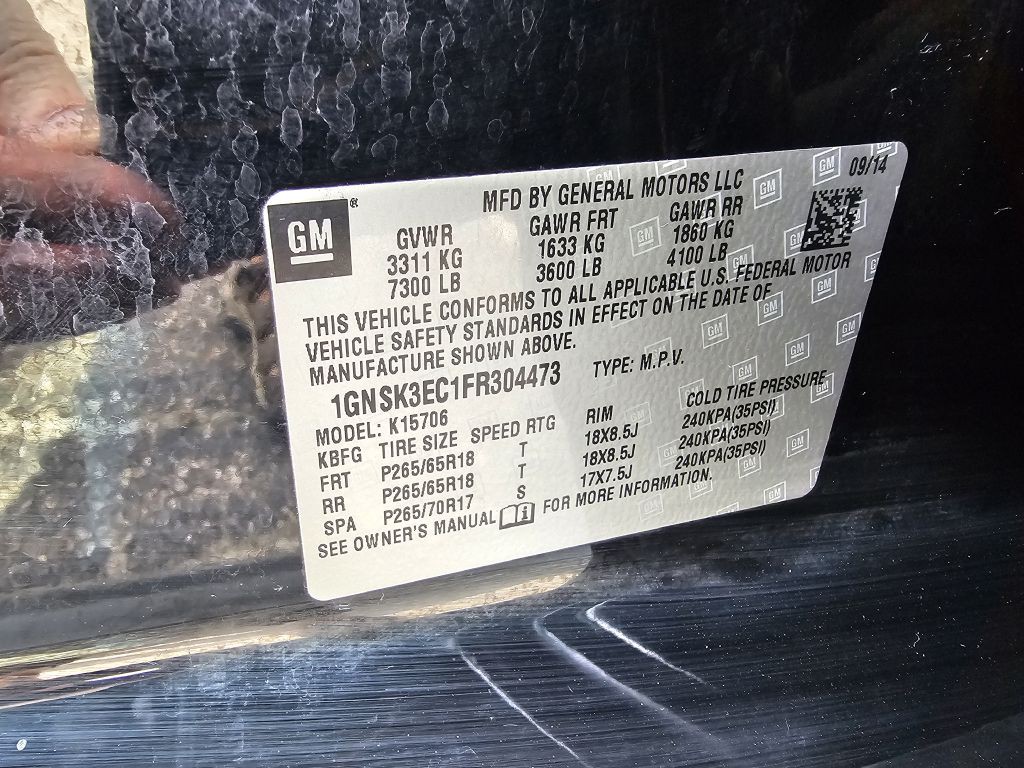 MFD BY GENERAL MOTORS LLC 09/14
GM ®
GVWR GAWR FRT GAWR RR
3311 KG 1633 KG 1860 KG
7300 LB 3600 LB 4100 LB
THIS VEHICLE CONFORMS TO ALL APPLICABLE U.S. FEDERAL MOTOR
VEHICLE SAFETY STANDARDS IN EFFECT ON THE DATE OF
MANUFACTURE SHOWN ABOVE.
1GNSK3EC1FR304473 TYPE: M.P.V.
MODEL: K15706
KBFG TIRE SIZE SPEED RTG RIM COLD TIRE PRESSURE
FRT P265/65R18 T 18X8.5J 240KPA(35PSI)
RR P265/65R18 T 18X8.5J 240KPA(35PSI)
SPA P265/70R17 S 17X7.5J 240KPA(35PSI)
SEE OWNER'S MANUAL FOR MORE INFORMATION.